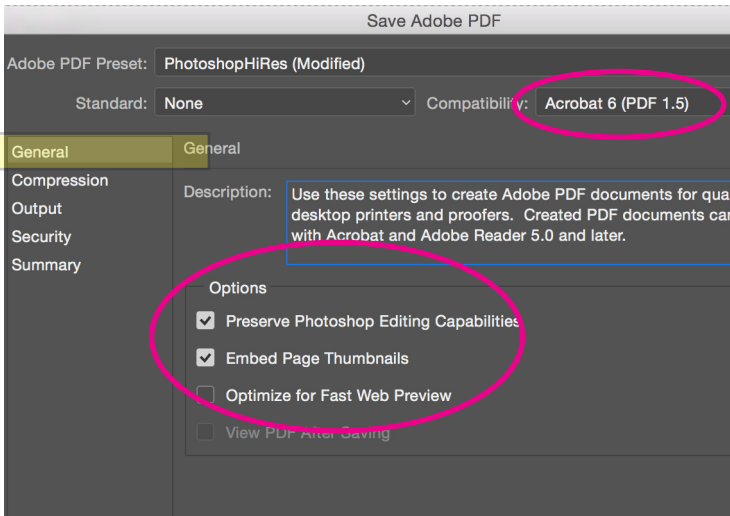 Save Adobe PDF
Adobe PDF Preset: PhotoshopHiRes (Modified)
Standard: None Compatibility: Acrobat 6 (PDF 1.5)
General
Compression
Output
Security
Summary
General
Description: Use these settings to create Adobe PDF documents for qua
desktop printers and proofers. Created PDF documents can
with Acrobat and Adobe Reader 5.0 and later.
Options
Preserve Photoshop Editing Capabilities
Embed Page Thumbnails
Optimize for Fast Web Preview
View PDF After Saving